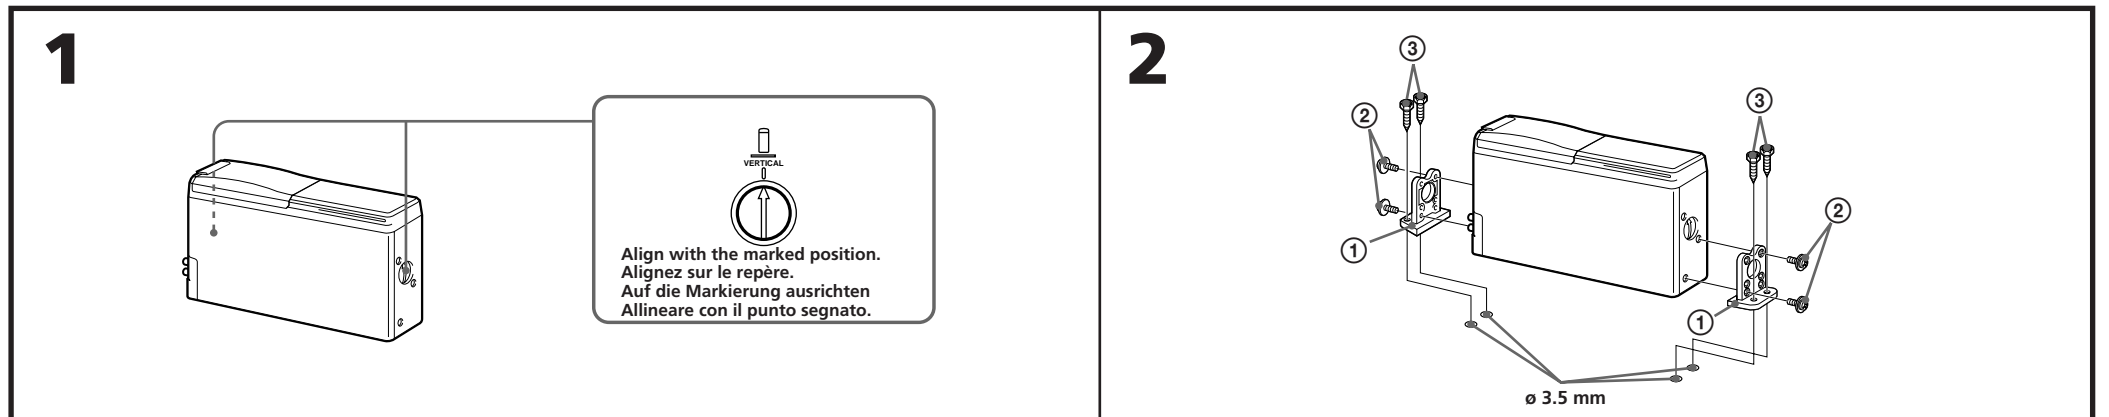 1
VERTICAL
Align with the marked position.
Alignez sur le repère.
Auf die Markierung ausrichten
Allineare con il punto segnato.
2
③
③
②
②
①
①
ø 3.5 mm